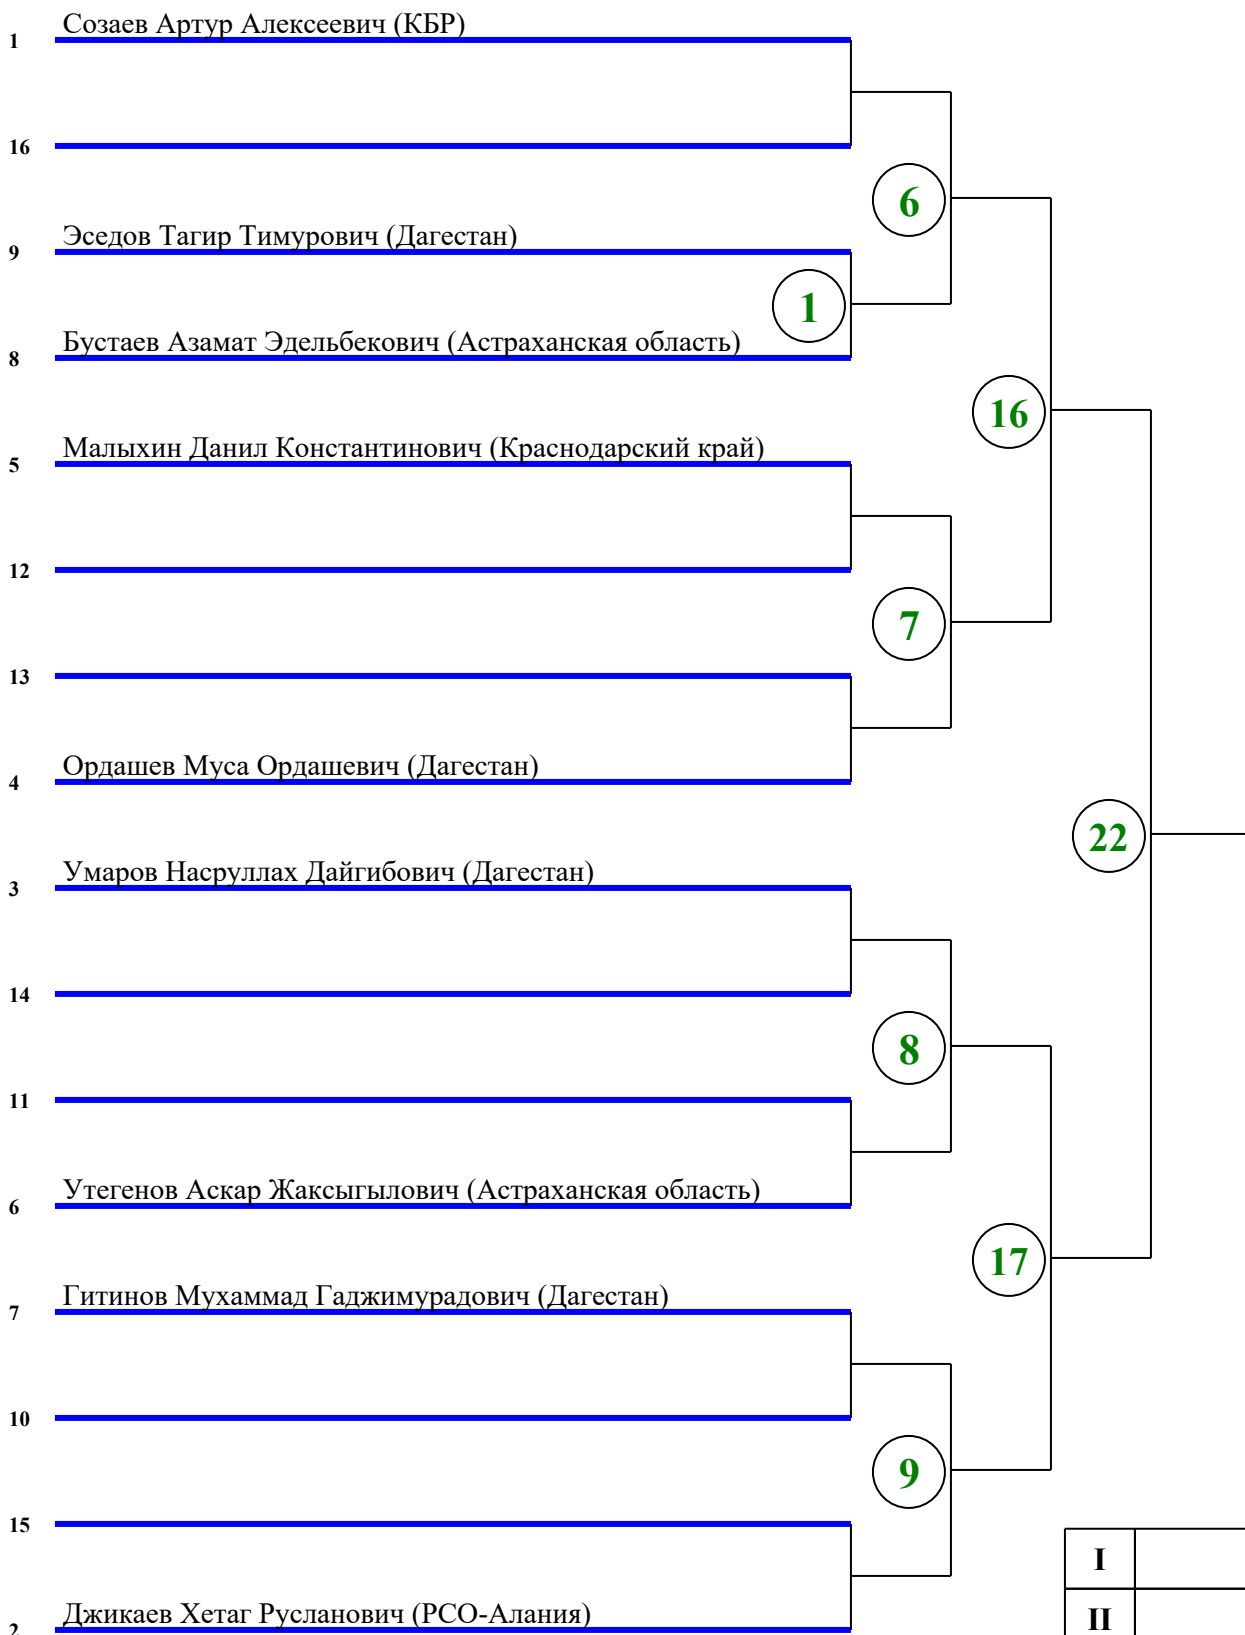 1 Созаев Артур Алексеевич (КБР)
16
6
9 Эседов Тагир Тимурович (Дагестан)
1
8 Бустаев Азамат Эдельбекович (Астраханская область)
16
5 Малыхин Данил Константинович (Краснодарский край)
12
7
13
4 Ордашев Муса Ордашевич (Дагестан)
22
3 Умаров Насруллах Дайгибович (Дагестан)
14
8
11
6 Утегенов Аскар Жаксыгылович (Астраханская область)
17
7 Гитинов Мухаммад Гаджимурадович (Дагестан)
10
9
15
I
2 Джикаев Хетаг Русланович (РСО-Алания)
II